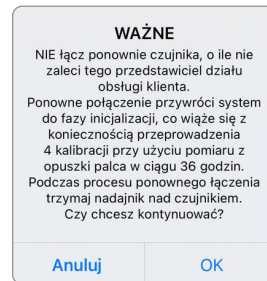 WAŻNE
NIE łącz ponownie czujnika, o ile nie
zaleci tego przedstawiciel działu
obsługi klienta.
Ponowne połączenie przywróci system
do fazy inicjalizacji, co wiąże się z
koniecznością przeprowadzenia
4 kalibracji przy użyciu pomiaru z
opuszki palca w ciągu 36 godzin.
Podczas procesu ponownego łączenia
trzymaj nadajnik nad czujnikiem.
Czy chcesz kontynuować?
Anuluj OK